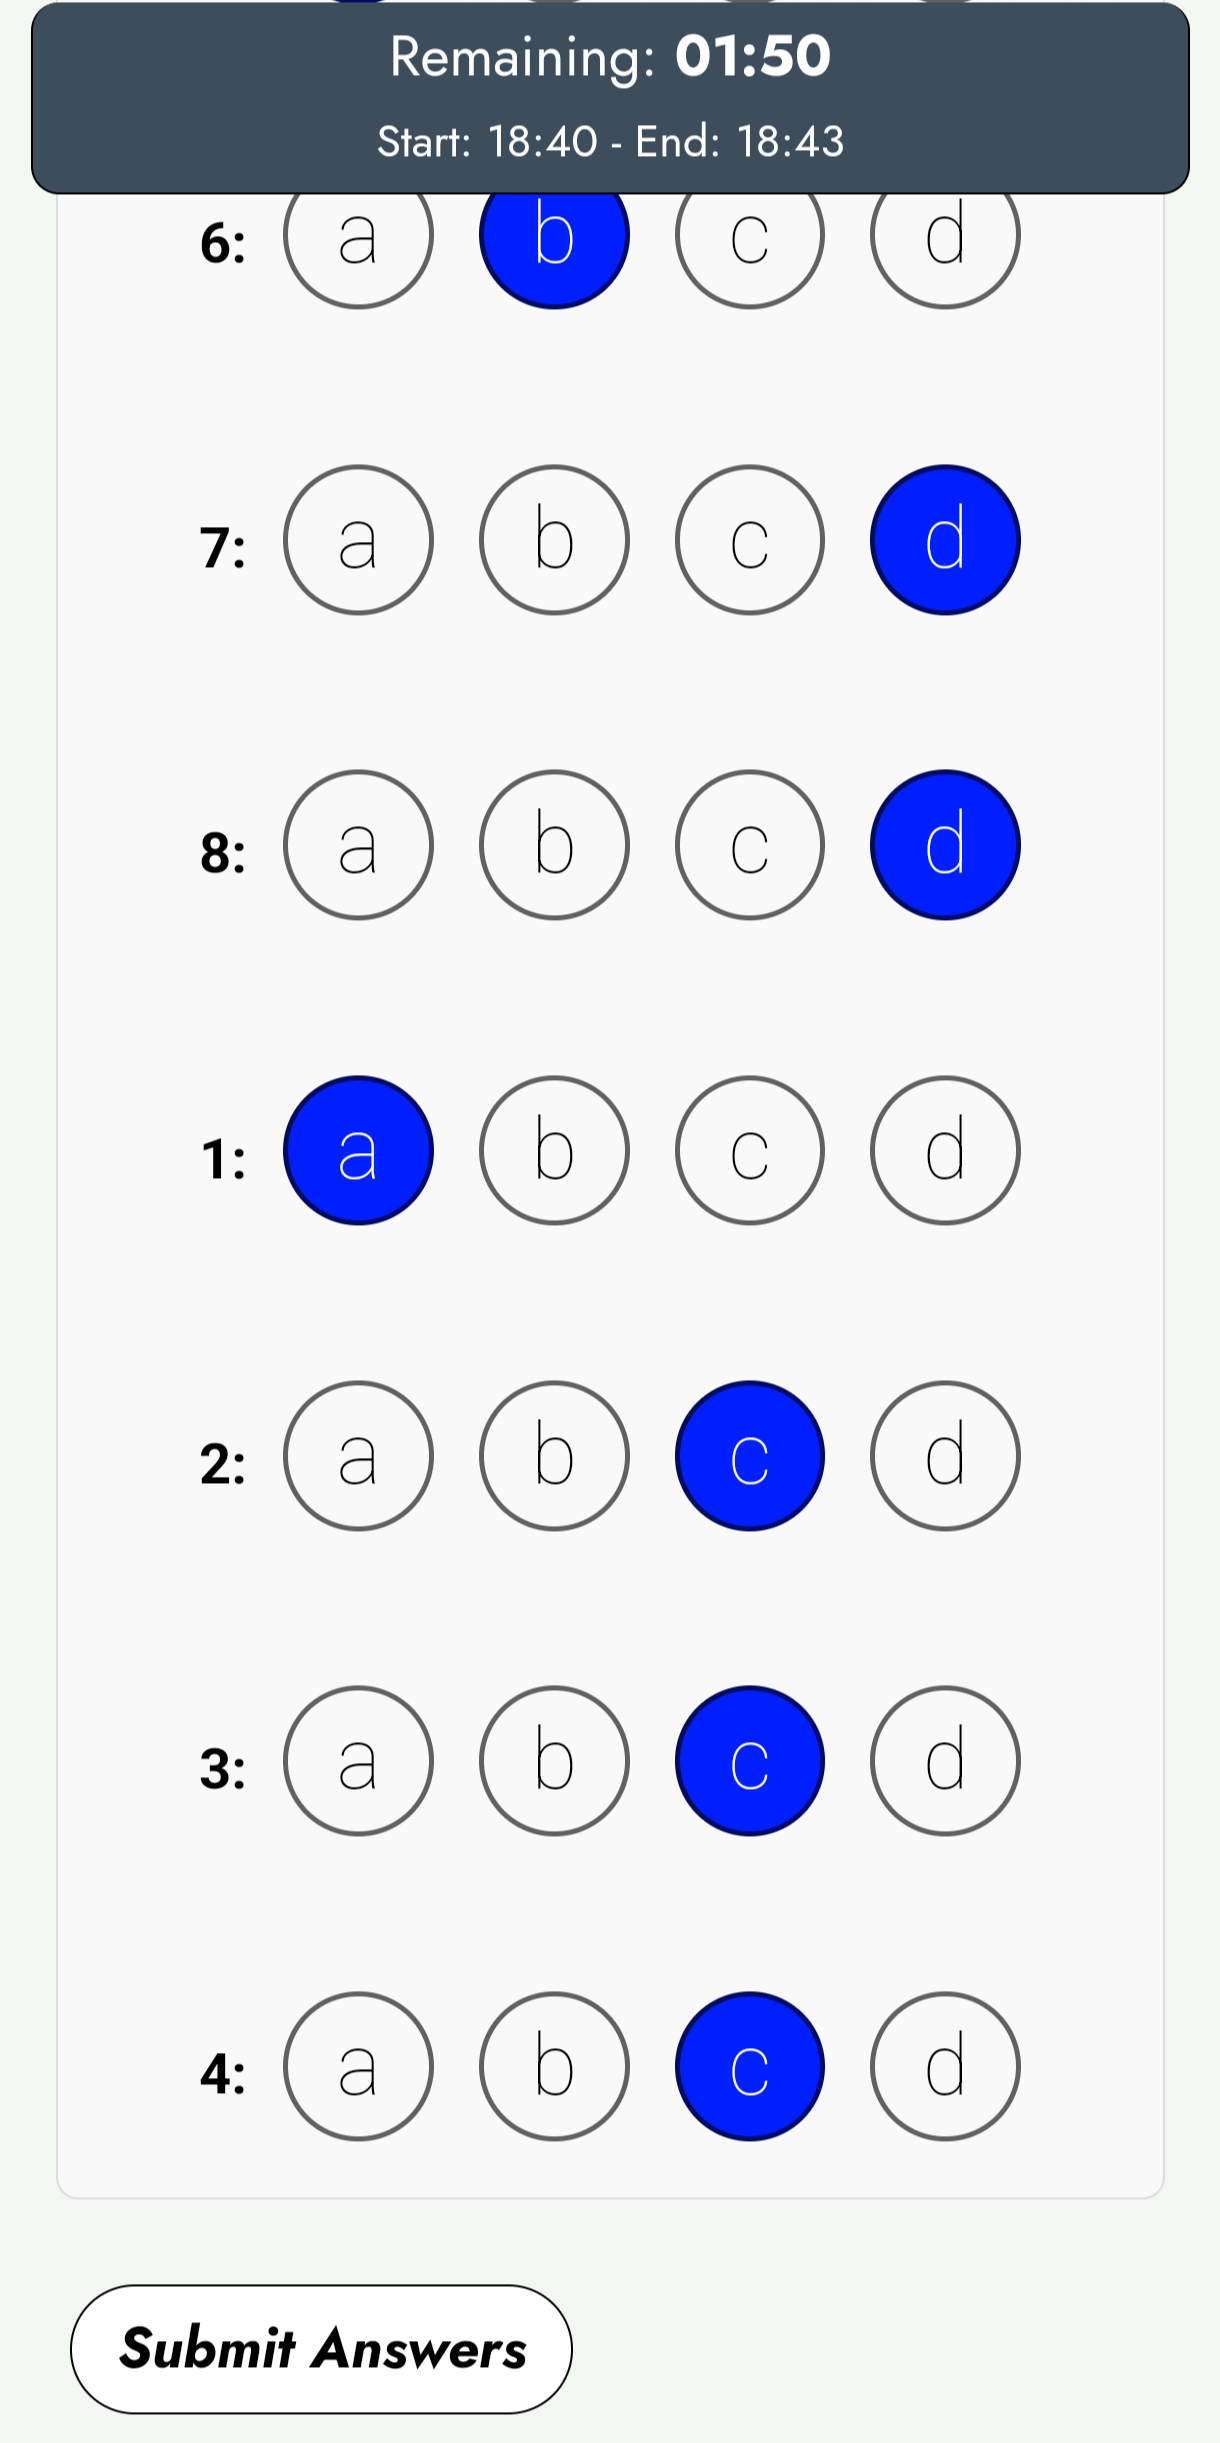 Remaining: 01:50
Start: 18:40 - End: 18:43
6: a b c d
7: a b c d
8: a b c d
1: a b c d
2: a b c d
3: a b c d
4: a b c d
Submit Answers